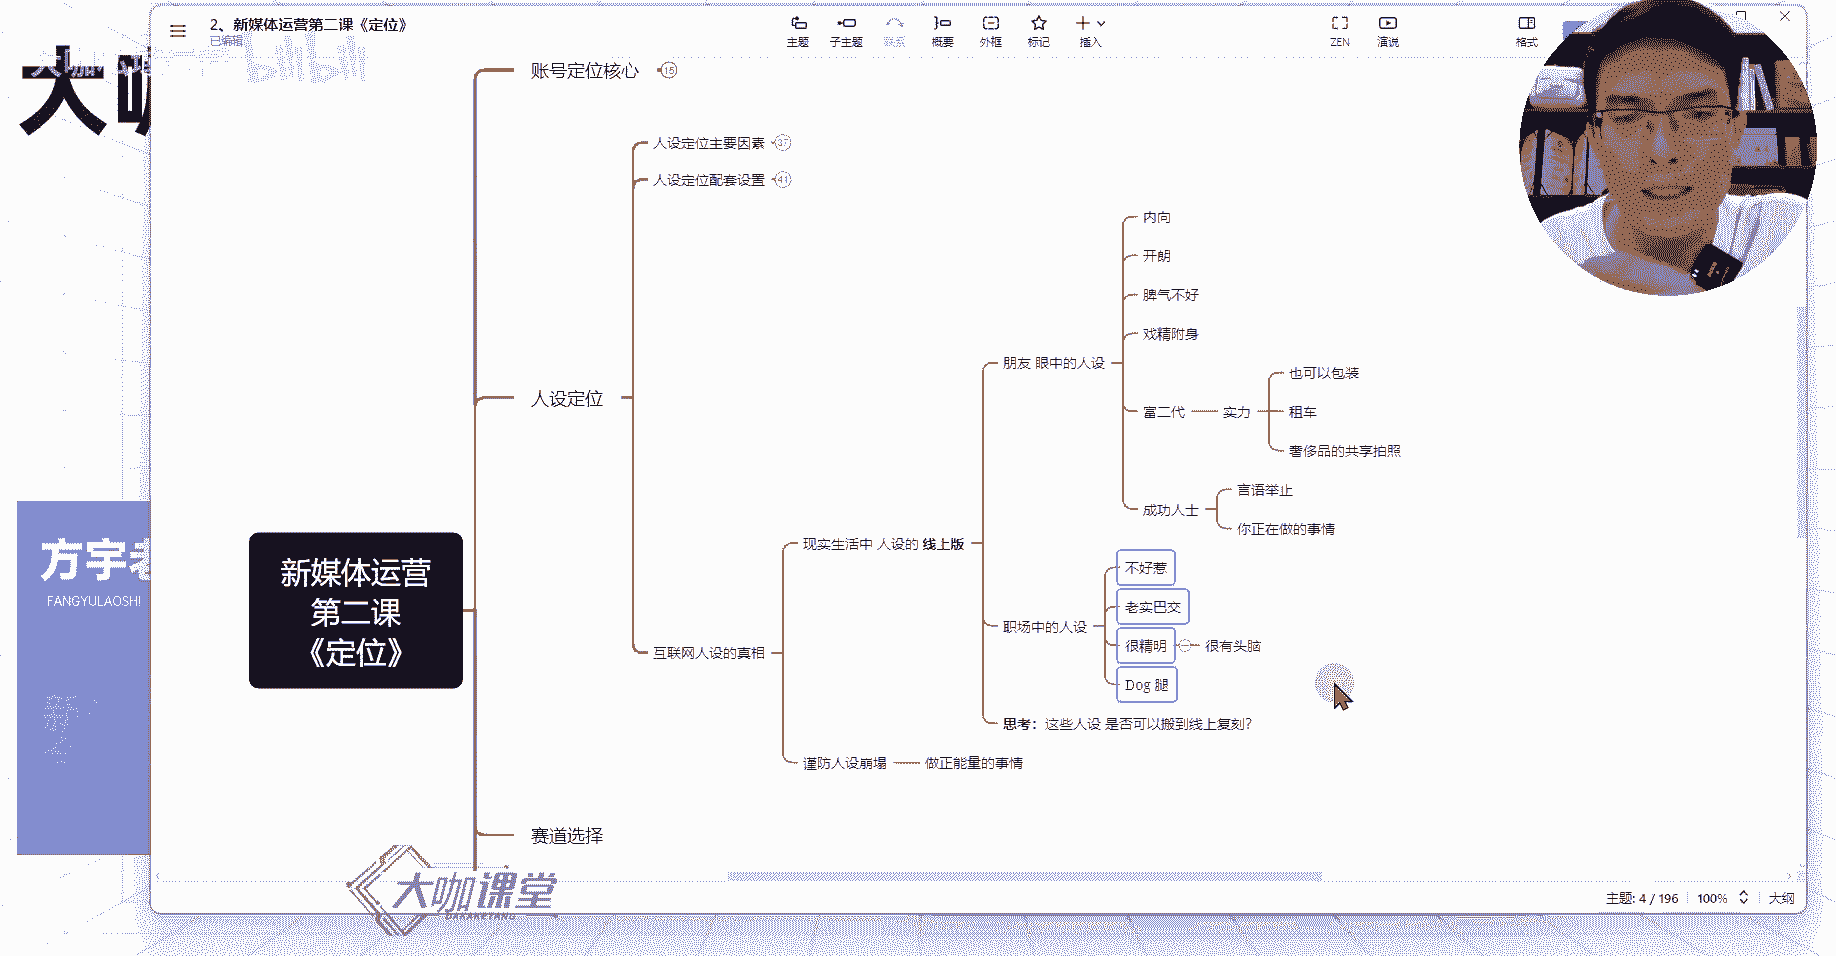 2、新媒体运营第二课《定位》
已编辑
主题
子主题
联系
概要
外框
标记
插入
ZEN
演说
格式
大咖
bilibili
账号定位核心
15
人设定位主要因素
37
人设定位配套设置
41
内向
开朗
脾气不好
戏精附身
朋友 眼中的人设
也可以包装
富二代
实力
租车
奢侈品的共享拍照
人设定位
言语举止
成功人士
你正在做的事情
现实生活中 人设的 线上版
不好惹
老实巴交
职场中的人设
很精明
很有头脑
Dog 腿
互联网人设的真相
思考：这些人设 是否可以搬到线上复刻？
谨防人设崩塌
做正能量的事情
新媒体运营
第二课
《定位》
方宇老
FANGYULAOSHI
赛道选择
大咖课堂
DAKAKETANG
主题: 4 / 196
100%
大纲